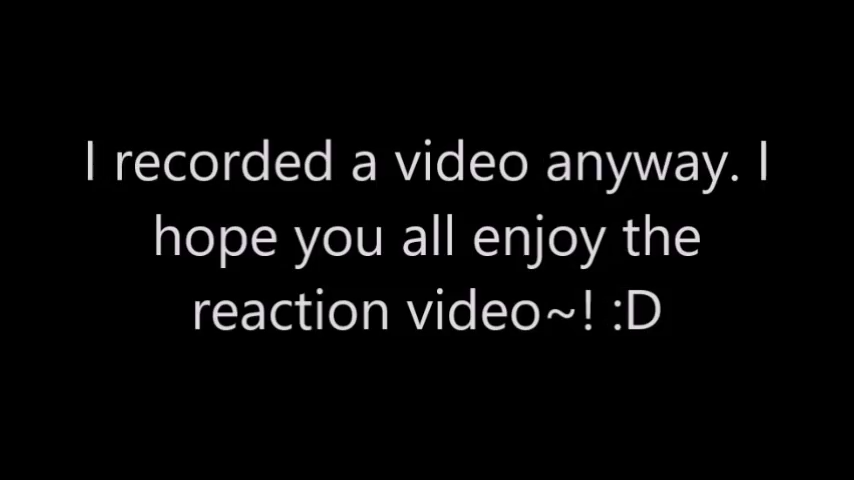 I recorded a video anyway. I
hope you all enjoy the
reaction video~! :D